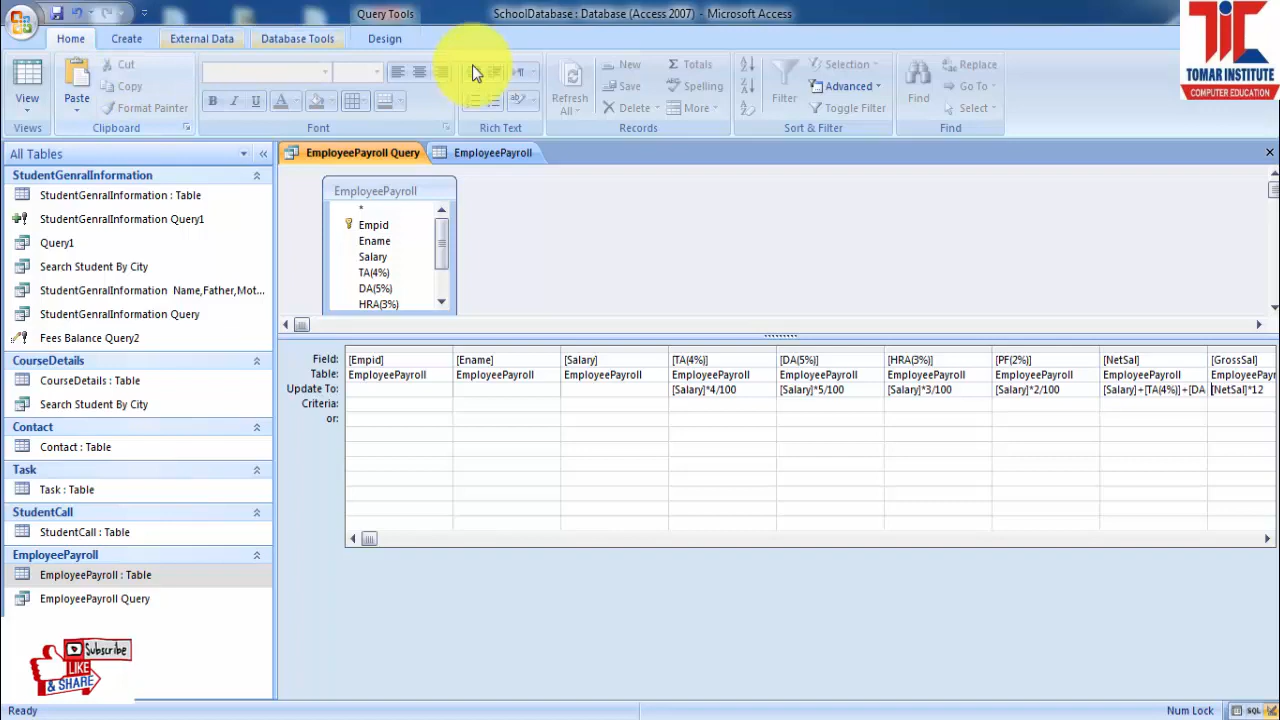 Query Tools
SchoolDatabase : Database (Access 2007) - Microsoft Access
Home Create External Data Database Tools Design
TOMAR INSTITUTE
COMPUTER EDUCATION
View
Views
Paste
Cut
Copy
Format Painter
Clipboard
B I U A
Font
Rich Text
Refresh
All
New
Save
Delete
Totals
Spelling
More
Records
Filter
Selection
Advanced
Toggle Filter
Sort & Filter
Find
Replace
Go To
Select
Find
All Tables
StudentGenralInformation
StudentGenralInformation : Table
StudentGenralInformation Query1
Query1
Search Student By City
StudentGenralInformation Name,Father,Mot...
StudentGenralInformation Query
Fees Balance Query2
CourseDetails
CourseDetails : Table
Search Student By City
Contact
Contact : Table
Task
Task : Table
StudentCall
StudentCall : Table
EmployeePayroll
EmployeePayroll : Table
EmployeePayroll Query
EmployeePayroll Query EmployeePayroll
EmployeePayroll
*
Empid
Ename
Salary
TA(4%)
DA(5%)
HRA(3%)
Field: [Empid] [Ename] [Salary] [TA(4%)] [DA(5%)] [HRA(3%)] [PF(2%)] [NetSal] [GrossSal]
Table: EmployeePayroll EmployeePayroll EmployeePayroll EmployeePayroll EmployeePayroll EmployeePayroll EmployeePayroll EmployeePayroll EmployeePayr
Update To: [Salary]*4/100 [Salary]*5/100 [Salary]*3/100 [Salary]*2/100 [Salary]+[TA(4%)]+[DA [NetSal]*12
Criteria:
or:
Subscribe
LIKE
& SHARE
Ready
Num Lock
SQL